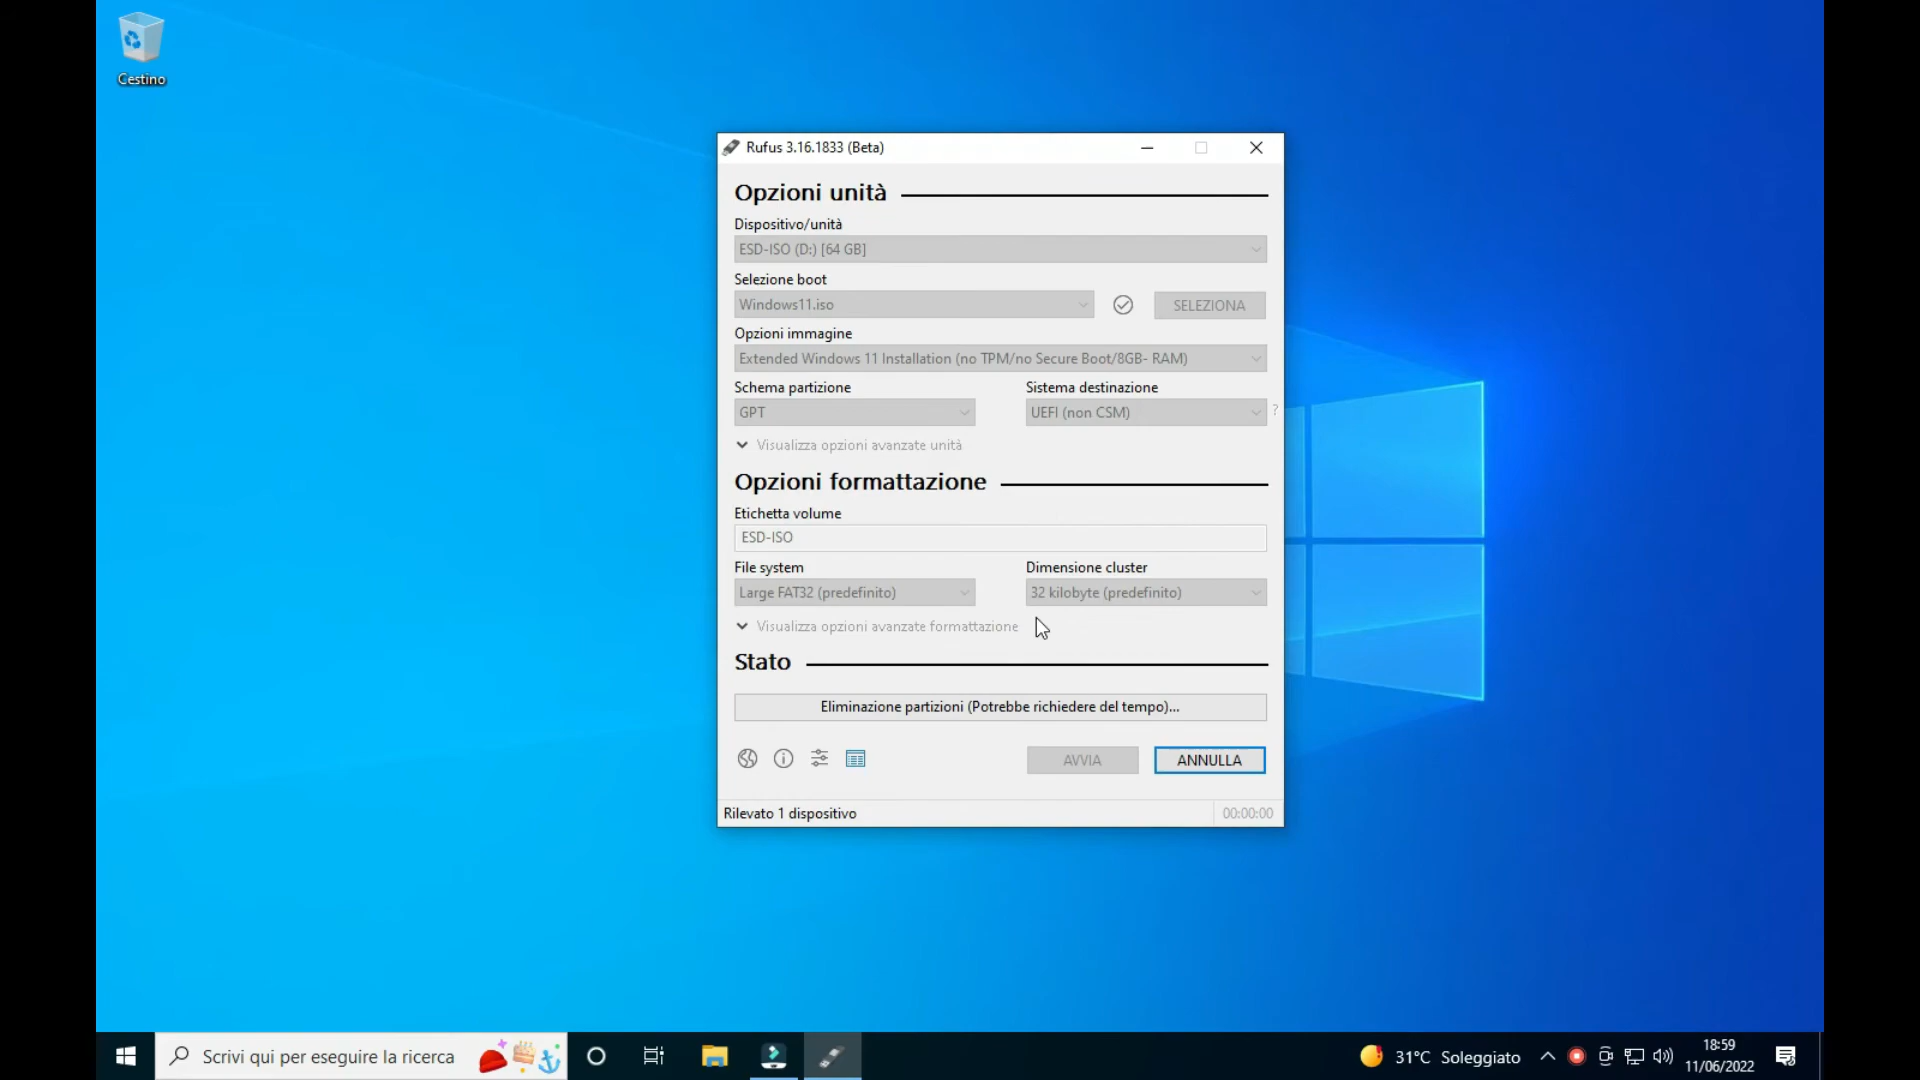 Cestino
Rufus 3.16.1833 (Beta)
Opzioni unità
Dispositivo/unità
ESD-ISO (D:) [64 GB]
Selezione boot
Windows11.iso
SELEZIONA
Opzioni immagine
Extended Windows 11 Installation (no TPM/no Secure Boot/8GB- RAM)
Schema partizione
Sistema destinazione
GPT
UEFI (non CSM)
?
Visualizza opzioni avanzate unità
Opzioni formattazione
Etichetta volume
ESD-ISO
File system
Dimensione cluster
Large FAT32 (predefinito)
32 kilobyte (predefinito)
Visualizza opzioni avanzate formattazione
Stato
Eliminazione partizioni (Potrebbe richiedere del tempo)...
AVVIA
ANNULLA
Rilevato 1 dispositivo
00:00:00
Scrivi qui per eseguire la ricerca
31°C Soleggiato
18:59
11/06/2022